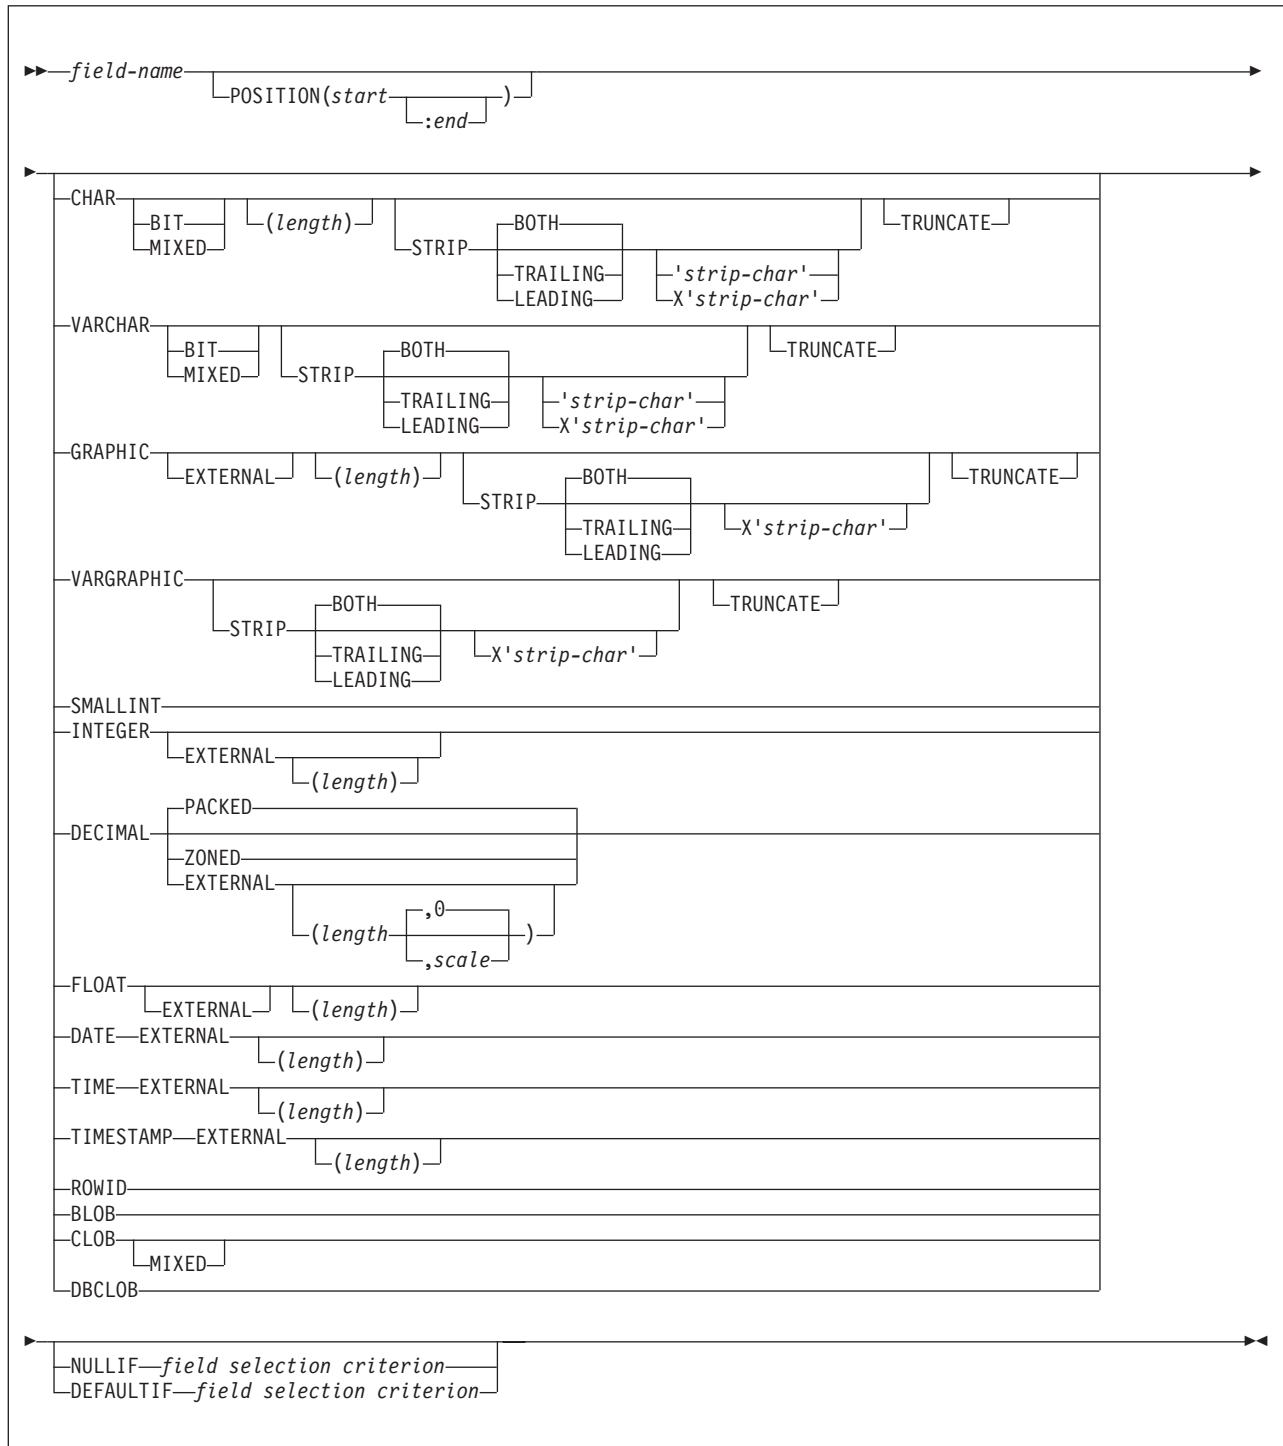 field-name
POSITION(start )
:end
CHAR
BIT (length) BOTH TRUNCATE
MIXED STRIP
TRAILING 'strip-char'
LEADING X'strip-char'
VARCHAR
BIT BOTH TRUNCATE
MIXED STRIP
TRAILING 'strip-char'
LEADING X'strip-char'
GRAPHIC
EXTERNAL (length) BOTH TRUNCATE
STRIP
TRAILING X'strip-char'
LEADING
VARGRAPHIC
BOTH TRUNCATE
STRIP
TRAILING X'strip-char'
LEADING
SMALLINT
INTEGER
EXTERNAL
(length)
PACKED
DECIMAL
ZONED
EXTERNAL
,0
(length )
,scale
FLOAT
EXTERNAL (length)
DATE EXTERNAL
(length)
TIME EXTERNAL
(length)
TIMESTAMP EXTERNAL
(length)
ROWID
BLOB
CLOB
MIXED
DBCLOB
NULLIF field selection criterion
DEFAULTIF field selection criterion